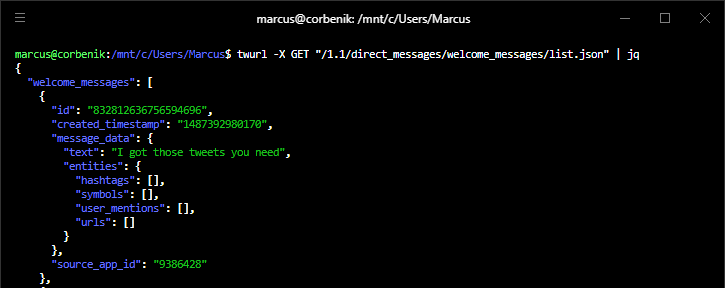 marcus@corbenik: /mnt/c/Users/Marcus
marcus@corbenik:/mnt/c/Users/Marcus$ twurl -X GET "/1.1/direct_messages/welcome_messages/list.json" | jq
{
  "welcome_messages": [
    {
      "id": "832812636756594696",
      "created_timestamp": "1487392980170",
      "message_data": {
        "text": "I got those tweets you need",
        "entities": {
          "hashtags": [],
          "symbols": [],
          "user_mentions": [],
          "urls": []
        }
      },
      "source_app_id": "9386428"
    },